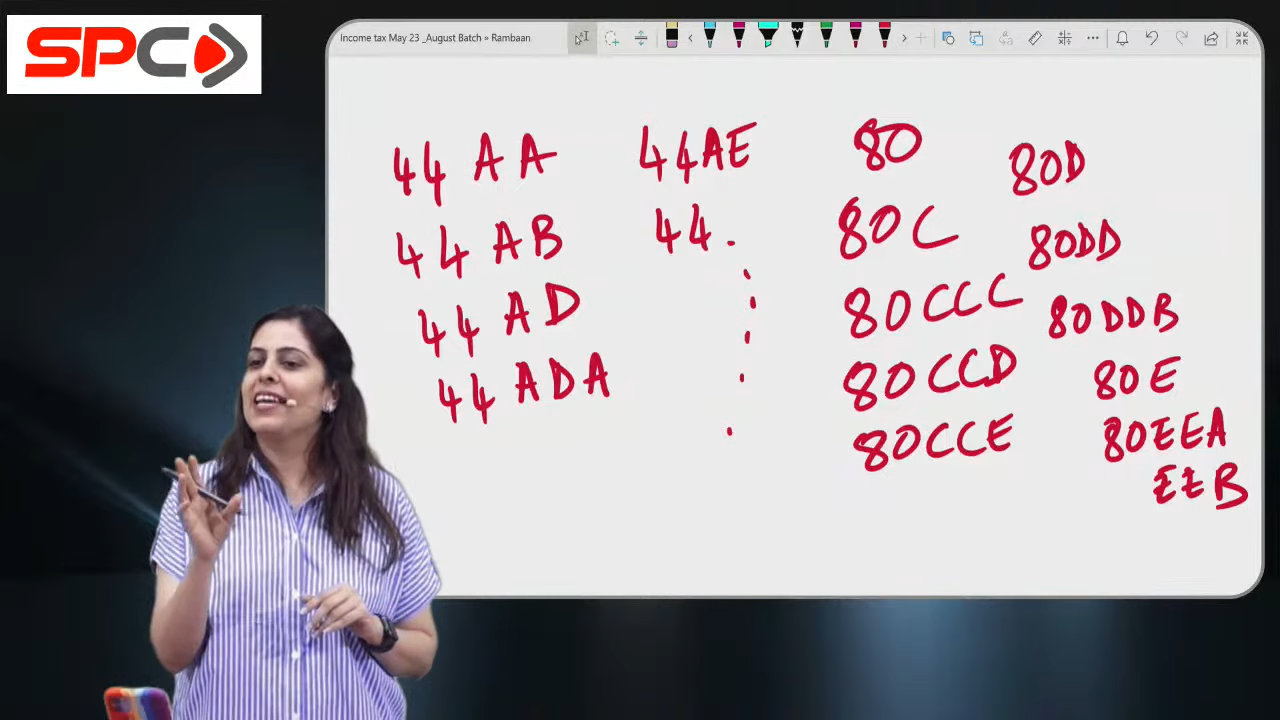 SPC
Income tax May 23 _August Batch » Rambaan
44 AA
44 AB
44 AD
44 ADA
44AE
44.
80
80C
80CCC
80CCD
80CCE
80D
80DD
80DDB
80E
80EEA
EEB